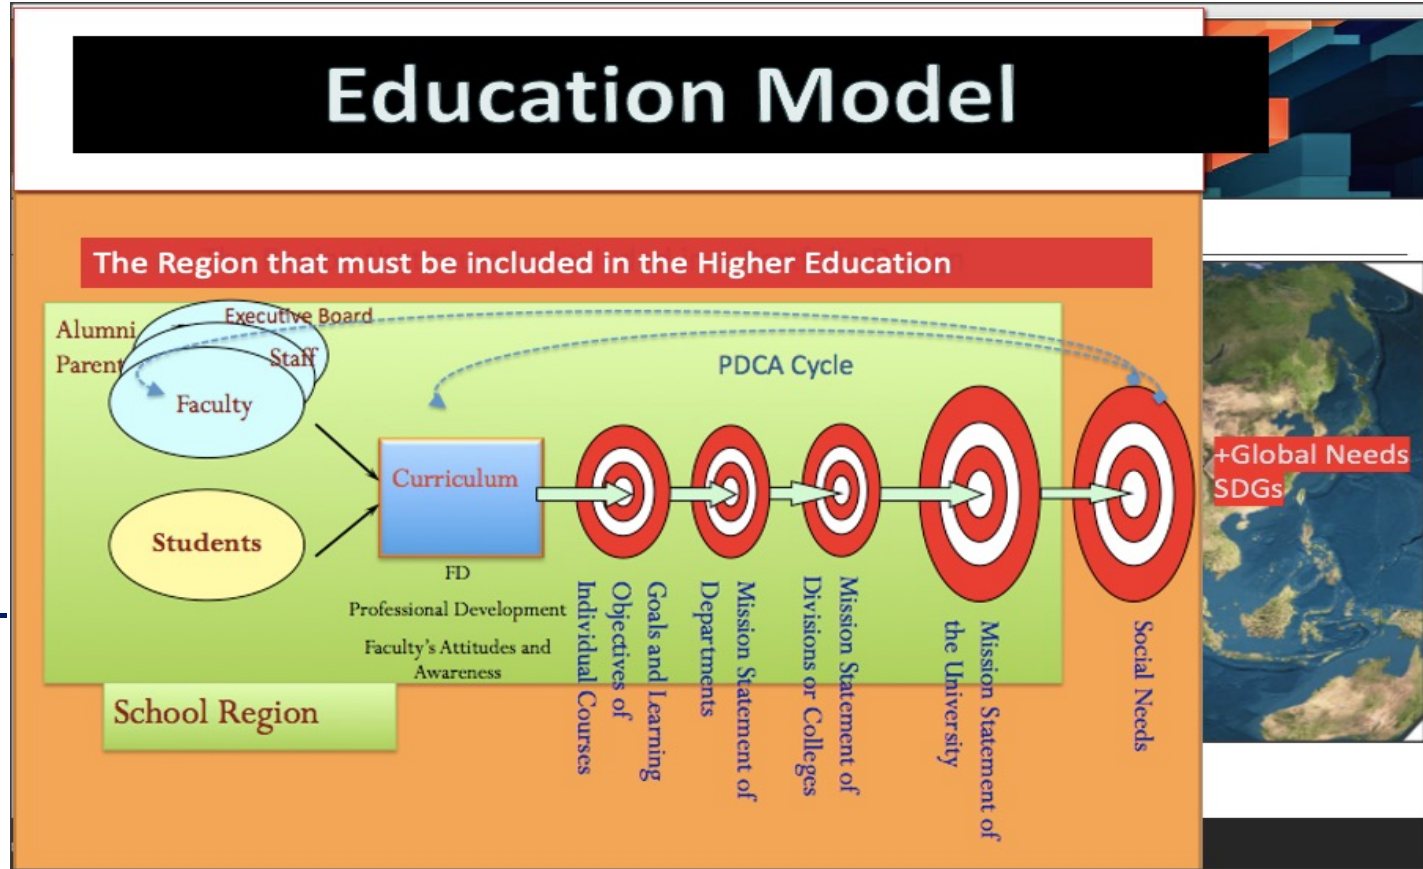 Education Model
The Region that must be included in the Higher Education
Alumni
Parent
Executive Board
Staff
Faculty
Students
PDCA Cycle
Curriculum
FD
Professional Development
Faculty's Attitudes and
Awareness
Goals and Learning
Objectives of
Individual Courses
Mission Statement of
Departments
Mission Statement of
Divisions or Colleges
Mission Statement of
the University
Social Needs
+Global Needs
SDGs
School Region